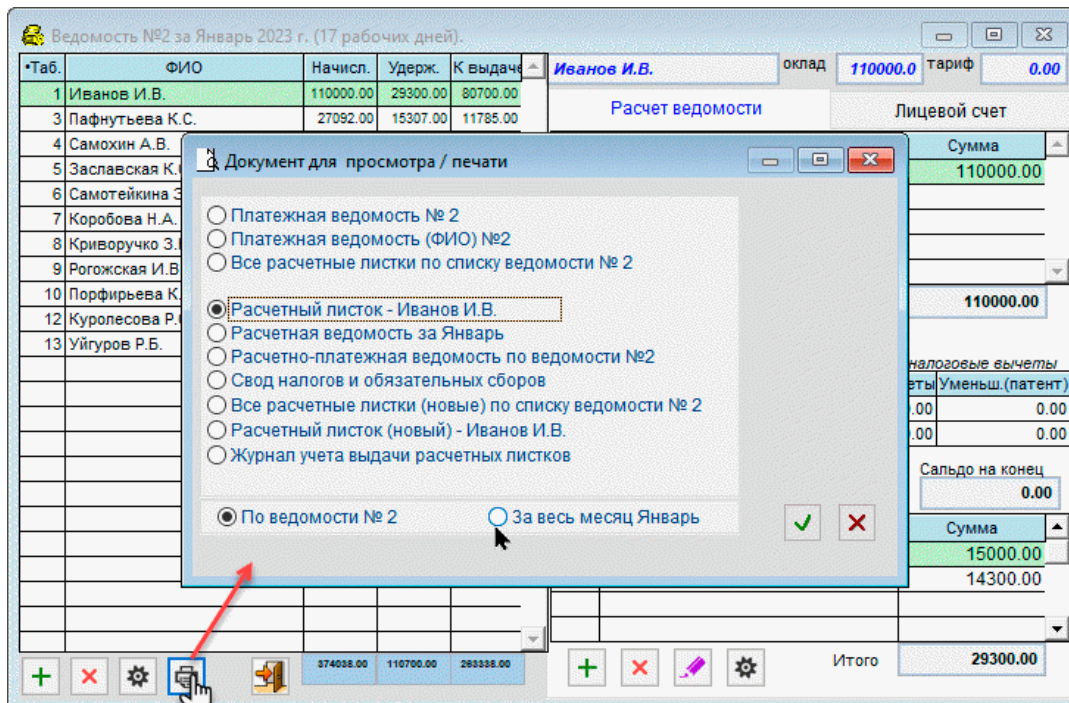 Ведомость №2 за Январь 2023 г. (17 рабочих дней).
•Таб. ФИО Начисл. Удерж. К выдаче
1 Иванов И.В. 110000.00 29300.00 80700.00
3 Пафнутьева К.С. 27092.00 15307.00 11785.00
4 Самохин А.В.
5 Заславская К.
6 Самотейкина
7 Коробова Н.А.
8 Криворучко З.
9 Рогожская И.В
10 Порфирьева К.
12 Куролесова Р.
13 Уйгуров Р.Б.
374038.00 110700.00 263338.00
Иванов И.В. оклад 110000.0 тариф 0.00
Расчет ведомости Лицевой счет
Сумма
110000.00
110000.00
налоговые вычеты
еты Уменьш.(патент)
.00 0.00
.00 0.00
Сальдо на конец
0.00
Сумма
15000.00
14300.00
Итого 29300.00
Документ для просмотра / печати
Платежная ведомость № 2
Платежная ведомость (ФИО) №2
Все расчетные листки по списку ведомости № 2
Расчетный листок - Иванов И.В.
Расчетная ведомость за Январь
Расчетно-платежная ведомость по ведомости №2
Свод налогов и обязательных сборов
Все расчетные листки (новые) по списку ведомости № 2
Расчетный листок (новый) - Иванов И.В.
Журнал учета выдачи расчетных листков
По ведомости № 2 За весь месяц Январь